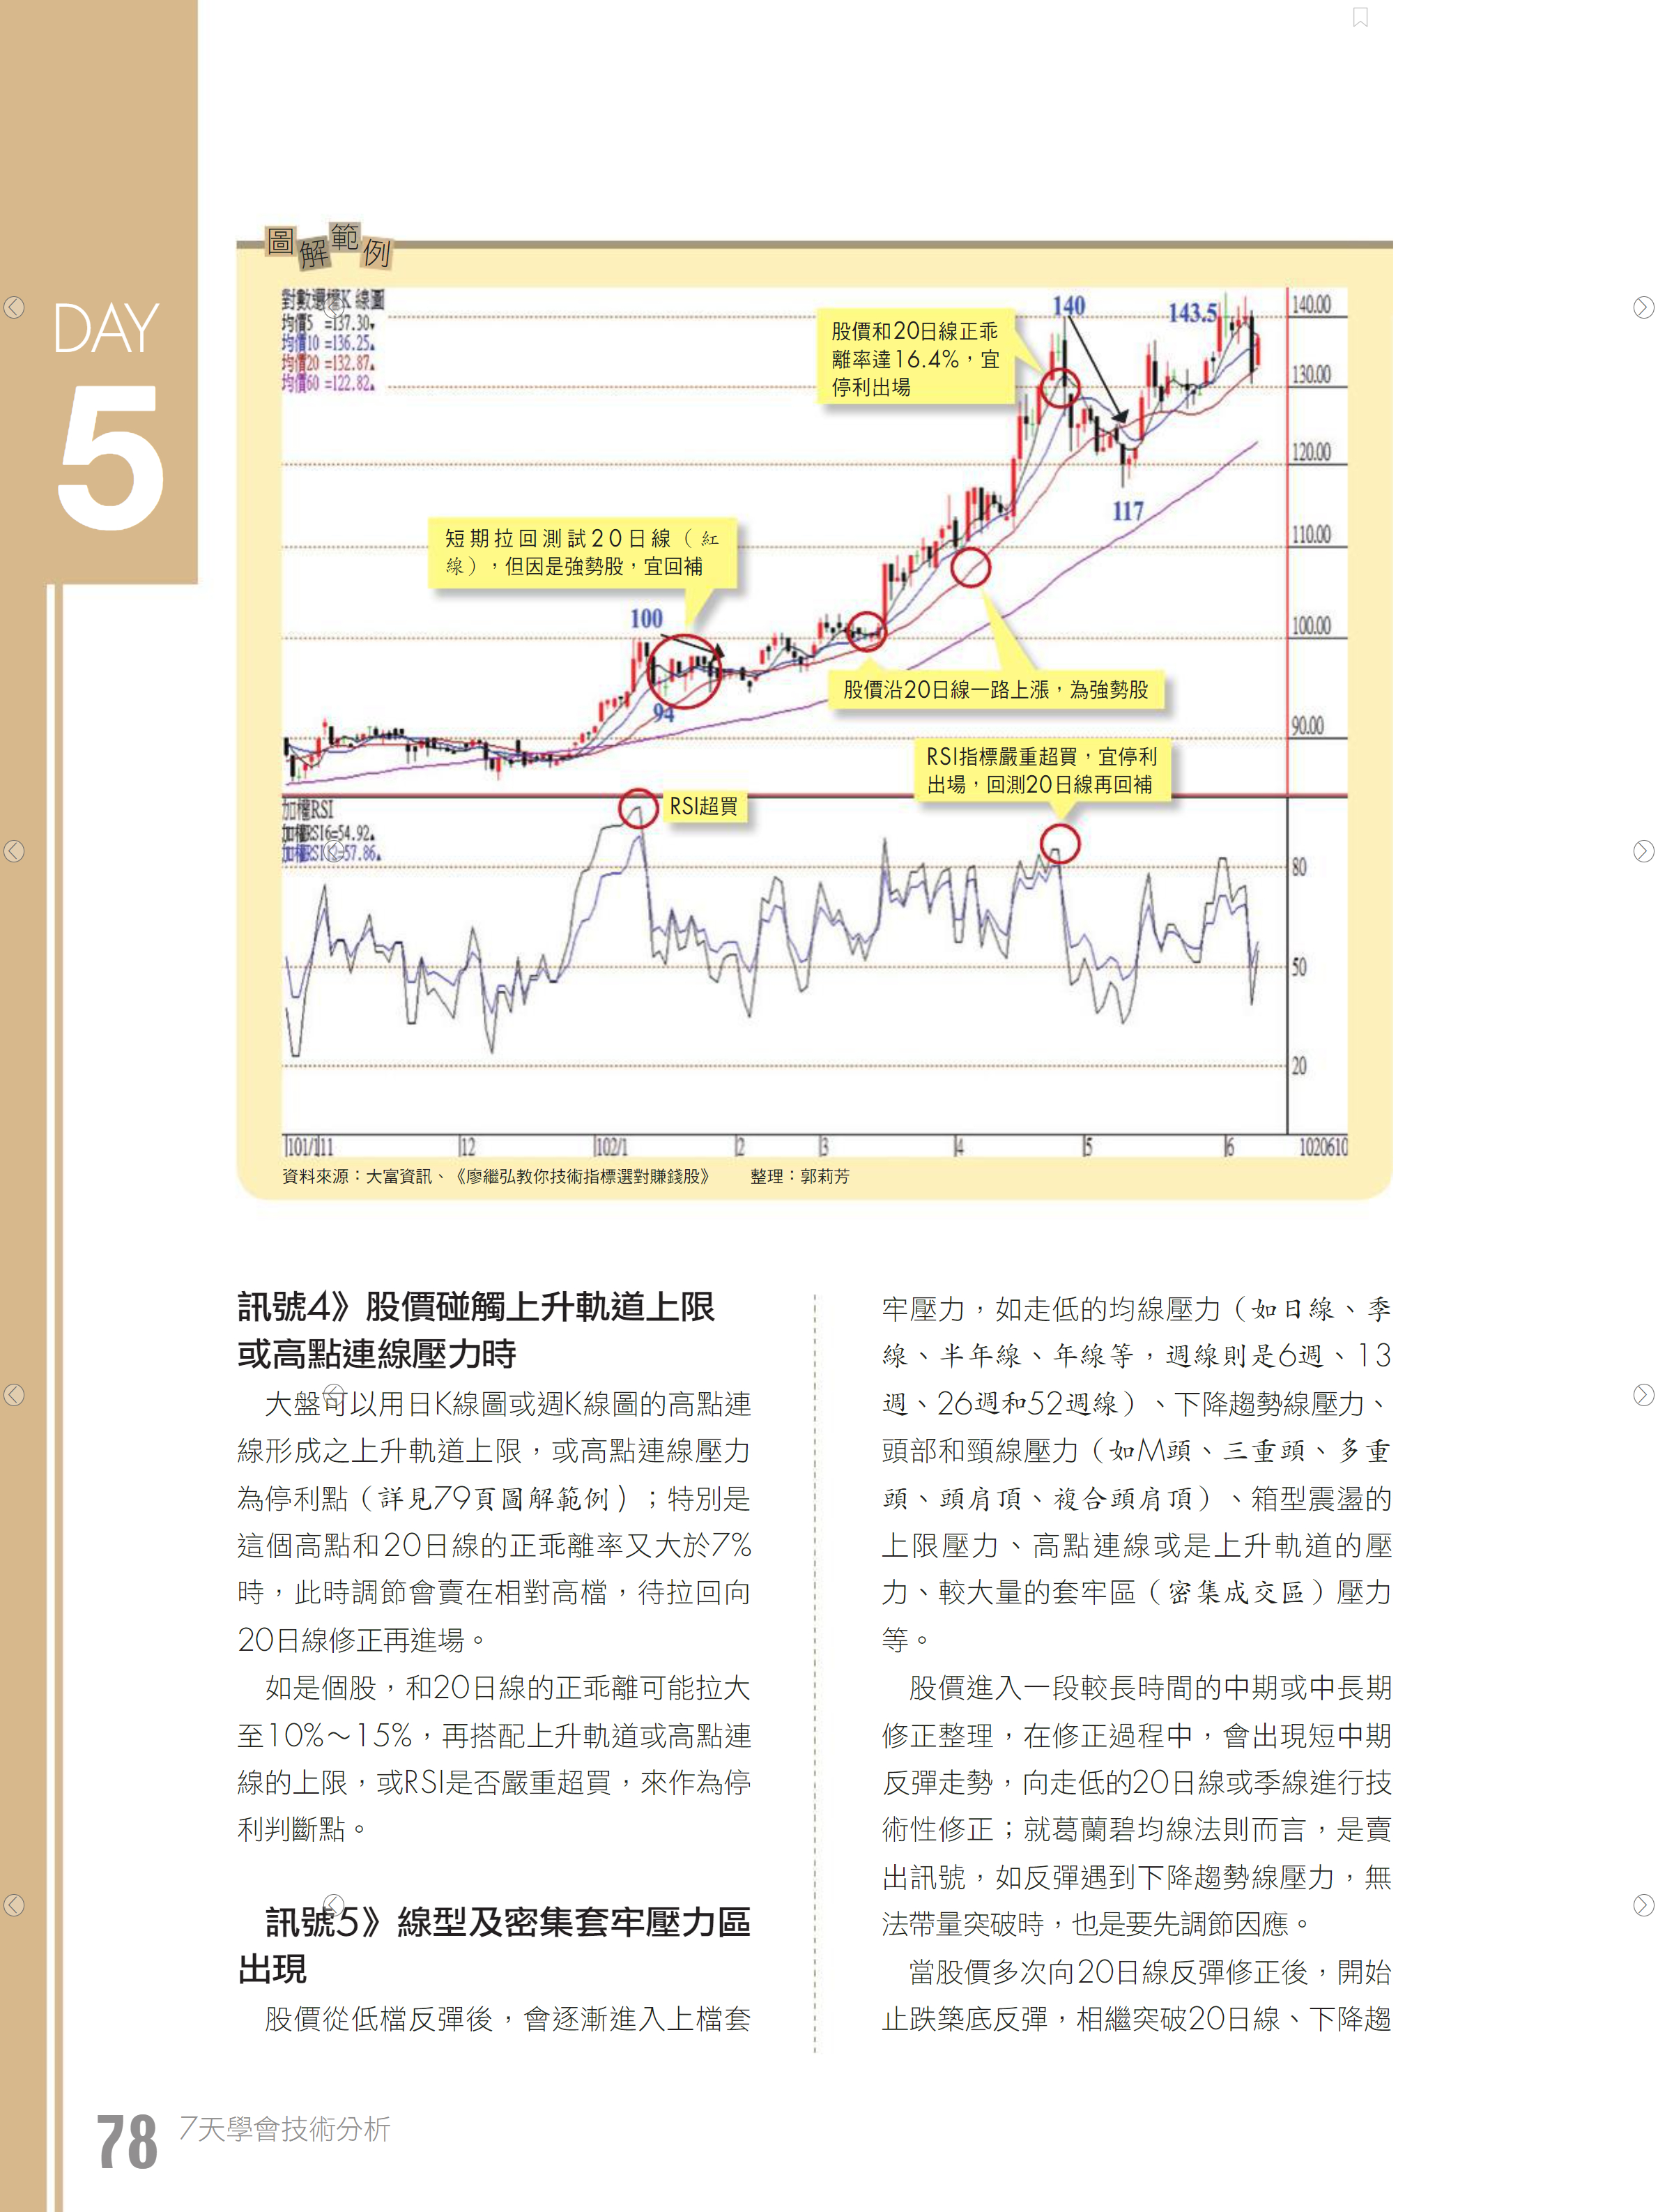 DAY
5
圖解範例
對數還權K 線圖
均價5 =137.30▼
均價10 =136.25▲
均價20 =132.87▲
均價60 =122.82▲
140.00
130.00
120.00
110.00
100.00
90.00
股價和20日線正乖
離率達16.4%，宜
停利出場
140
143.5
117
短期拉回測試20日線（紅
線），但因是強勢股，宜回補
100
94
股價沿20日線一路上漲，為強勢股
RSI指標嚴重超買，宜停利
出場，回測20日線再回補
RSI超買
加權RSI
加權RSI6=54.92▲
加權RSI12=57.86▲
80
50
20
101/11 12 102/1 2 3 4 5 6 1020610
資料來源：大富資訊、《廖繼弘教你技術指標選對賺錢股》 整理：郭莉芳
訊號4》股價碰觸上升軌道上限
或高點連線壓力時
大盤可以用日K線圖或週K線圖的高點連
線形成之上升軌道上限，或高點連線壓力
為停利點（詳見79頁圖解範例）；特別是
這個高點和20日線的正乖離率又大於7%
時，此時調節會賣在相對高檔，待拉回向
20日線修正再進場。
如是個股，和20日線的正乖離可能拉大
至10%～15%，再搭配上升軌道或高點連
線的上限，或RSI是否嚴重超買，來作為停
利判斷點。
訊號5》線型及密集套牢壓力區
出現
股價從低檔反彈後，會逐漸進入上檔套
牢壓力，如走低的均線壓力（如日線、季
線、半年線、年線等，週線則是6週、13
週、26週和52週線）、下降趨勢線壓力、
頭部和頸線壓力（如M頭、三重頭、多重
頭、頭肩頂、複合頭肩頂）、箱型震盪的
上限壓力、高點連線或是上升軌道的壓
力、較大量的套牢區（密集成交區）壓力
等。
股價進入一段較長時間的中期或中長期
修正整理，在修正過程中，會出現短中期
反彈走勢，向走低的20日線或季線進行技
術性修正；就葛蘭碧均線法則而言，是賣
出訊號，如反彈遇到下降趨勢線壓力，無
法帶量突破時，也是要先調節因應。
當股價多次向20日線反彈修正後，開始
止跌築底反彈，相繼突破20日線、下降趨
78 7天學會技術分析